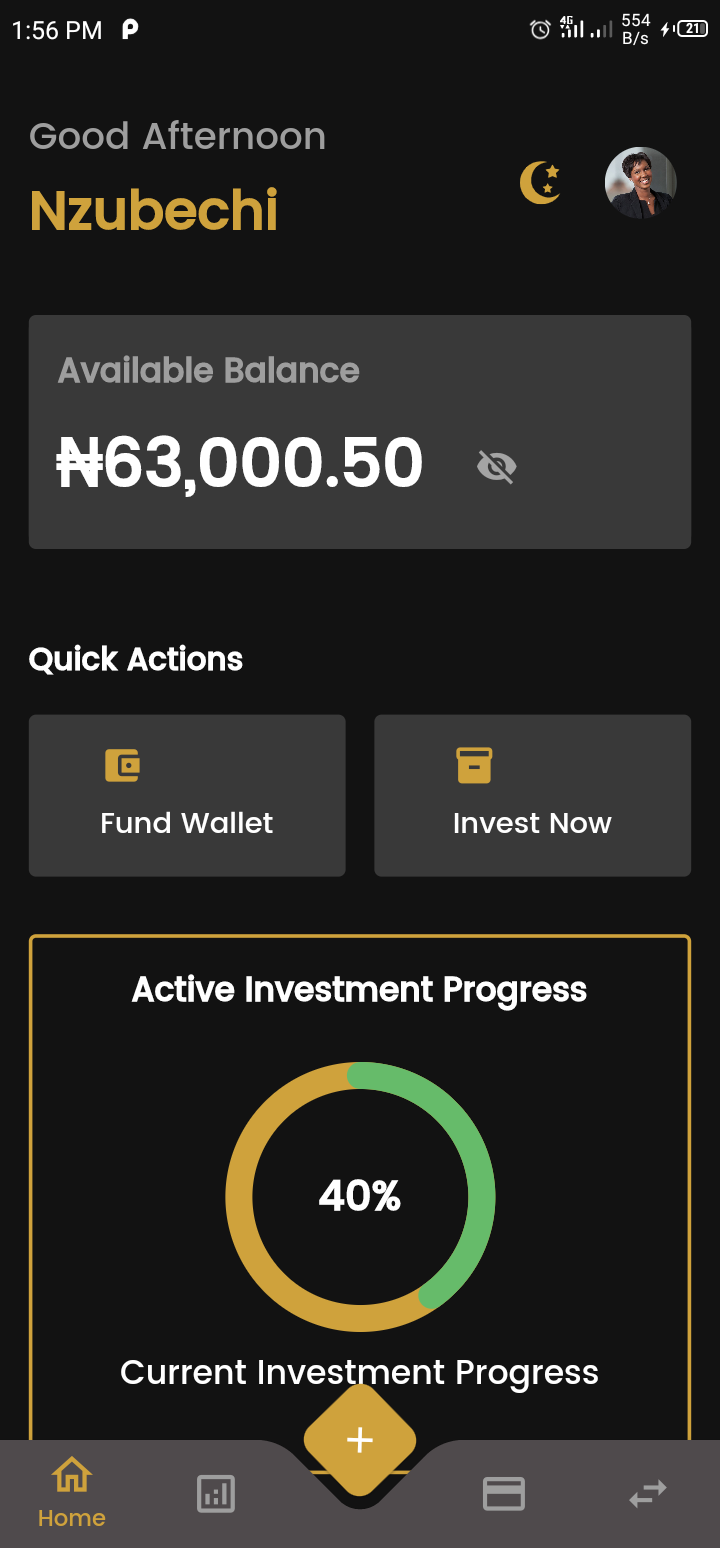 1:56 PM
4G
554
B/s
21
Good Afternoon
Nzubechi
Available Balance
₦63,000.50
Quick Actions
Fund Wallet
Invest Now
Active Investment Progress
40%
Current Investment Progress
+
Home